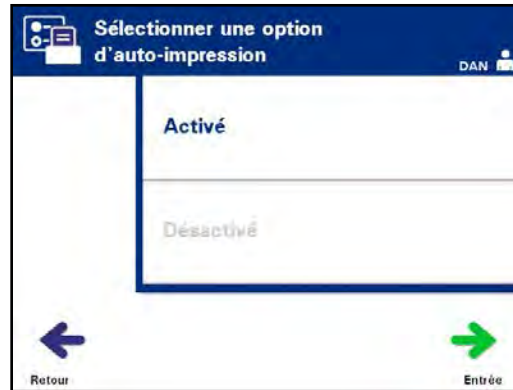 Sélectionner une option
d'auto-impression
DAN
Activé
Désactivé
Retour
Entrée